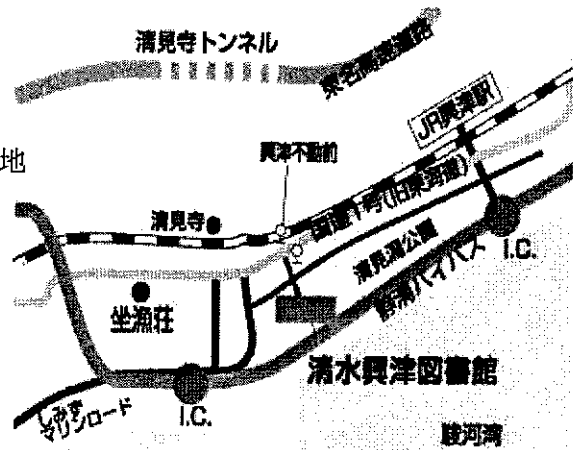 清見寺トンネル
東名高速道路
JR興津駅
地
興津不動前
国道1号(旧東海道)
清見寺
清見潟公園
静清バイパス
I.C.
坐漁荘
清水興津図書館
I.C.
しみず
マリンロード
駿河湾